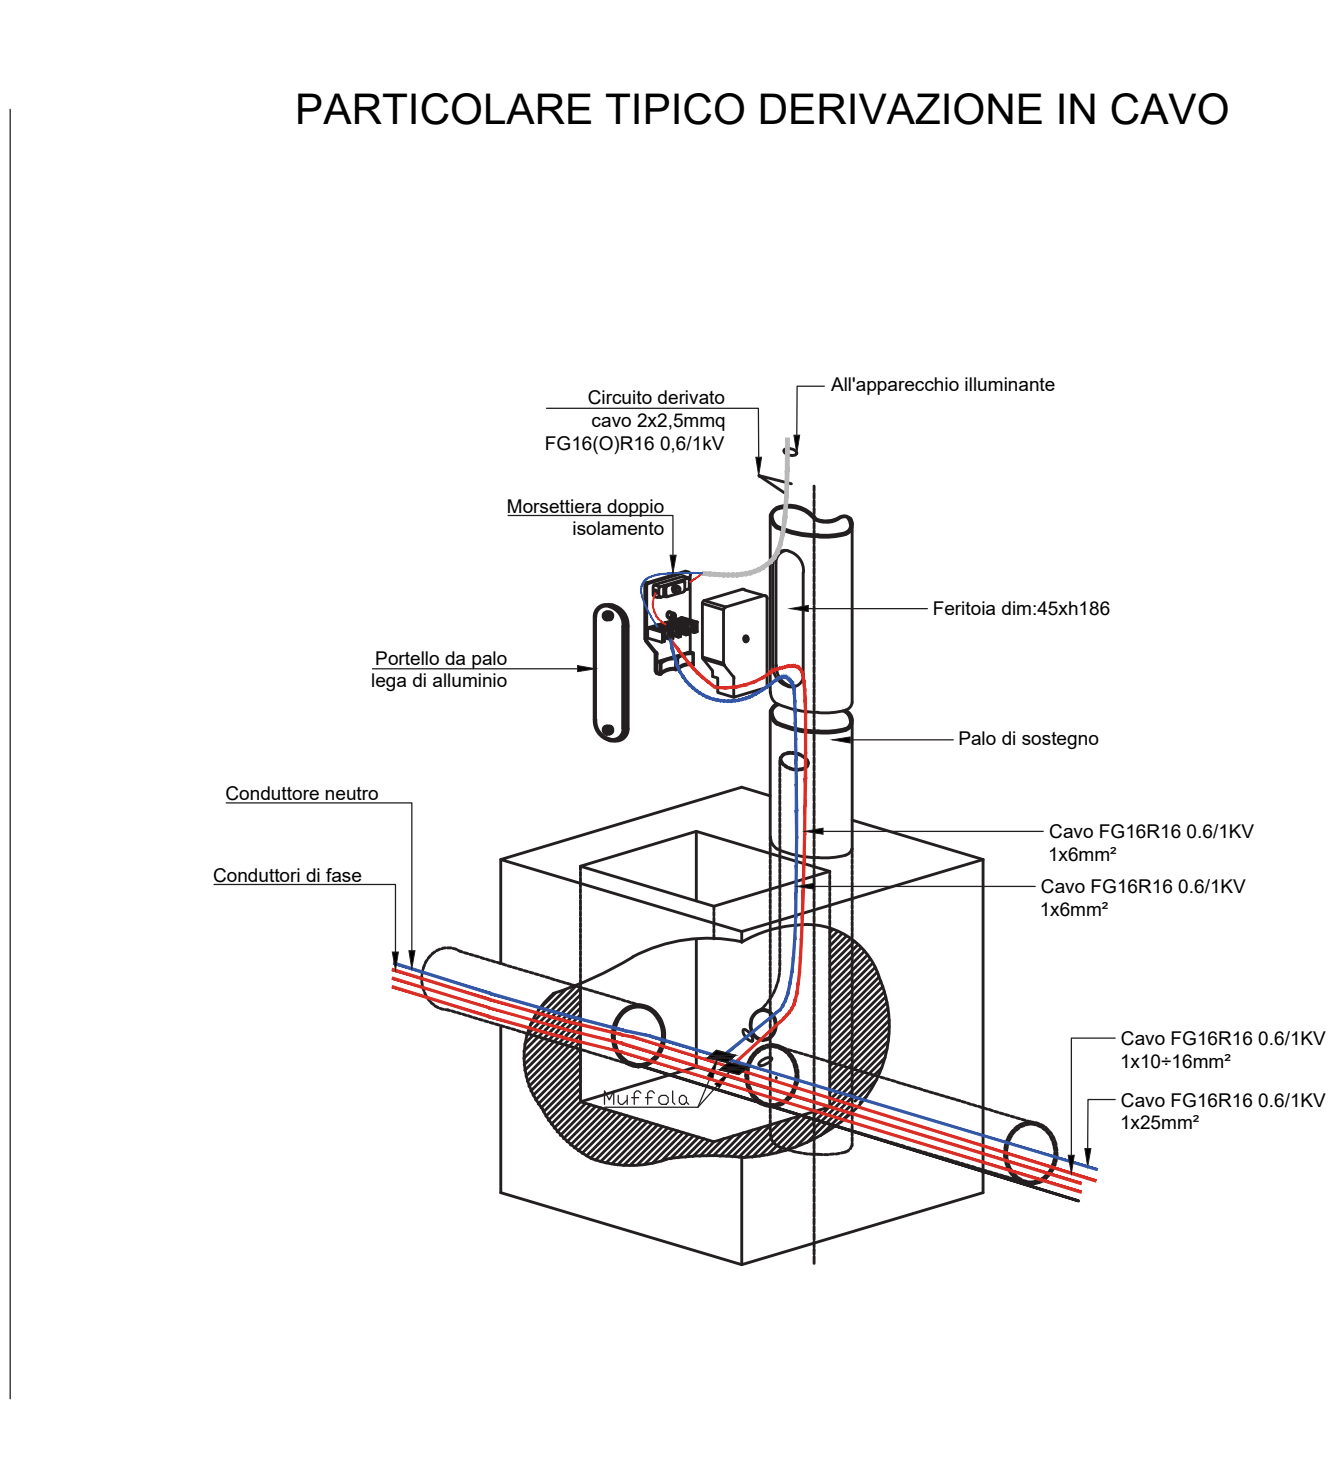 PARTICOLARE TIPICO DERIVAZIONE IN CAVO
All'apparecchio illuminante
Circuito derivato
cavo 2x2,5mmq
FG16(O)R16 0,6/1kV
Morsettiera doppio
isolamento
Feritoia dim:45xh186
Portello da palo
lega di alluminio
Palo di sostegno
Conduttore neutro
Cavo FG16R16 0.6/1KV
1x6mm²
Conduttori di fase
Cavo FG16R16 0.6/1KV
1x6mm²
Cavo FG16R16 0.6/1KV
1x10÷16mm²
Muffola
Cavo FG16R16 0.6/1KV
1x25mm²